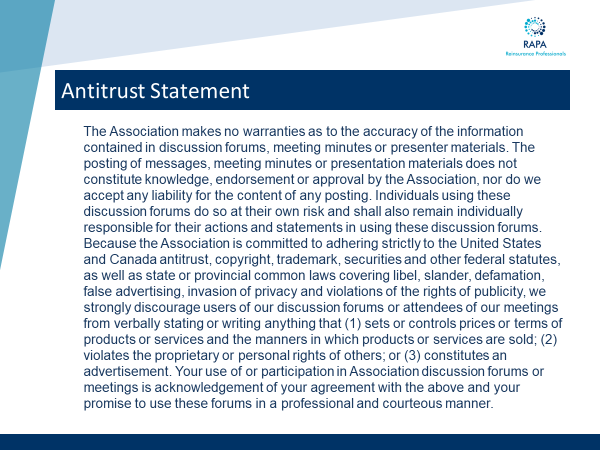 RAPA
Reinsurance Professionals
Antitrust Statement
The Association makes no warranties as to the accuracy of the information
contained in discussion forums, meeting minutes or presenter materials. The
posting of messages, meeting minutes or presentation materials does not
constitute knowledge, endorsement or approval by the Association, nor do we
accept any liability for the content of any posting. Individuals using these
discussion forums do so at their own risk and shall also remain individually
responsible for their actions and statements in using these discussion forums.
Because the Association is committed to adhering strictly to the United States
and Canada antitrust, copyright, trademark, securities and other federal statutes,
as well as state or provincial common laws covering libel, slander, defamation,
false advertising, invasion of privacy and violations of the rights of publicity, we
strongly discourage users of our discussion forums or attendees of our meetings
from verbally stating or writing anything that (1) sets or controls prices or terms of
products or services and the manners in which products or services are sold; (2)
violates the proprietary or personal rights of others; or (3) constitutes an
advertisement. Your use of or participation in Association discussion forums or
meetings is acknowledgement of your agreement with the above and your
promise to use these forums in a professional and courteous manner.